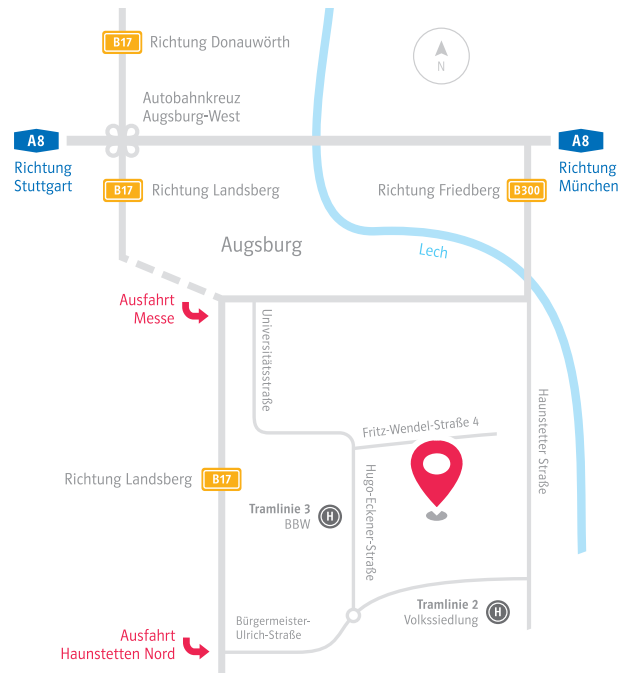 B17
Richtung Donauwörth
N
Autobahnkreuz
Augsburg-West
A8
Richtung
Stuttgart
A8
Richtung
München
B17
Richtung Landsberg
Richtung Friedberg
B300
Augsburg
Lech
Ausfahrt
Messe
Universitätsstraße
Haunstetter Straße
Fritz-Wendel-Straße 4
Hugo-Eckener-Straße
Richtung Landsberg
B17
Tramlinie 3
BBW
H
Tramlinie 2
Volkssiedlung
H
Bürgermeister-
Ulrich-Straße
Ausfahrt
Haunstetten Nord